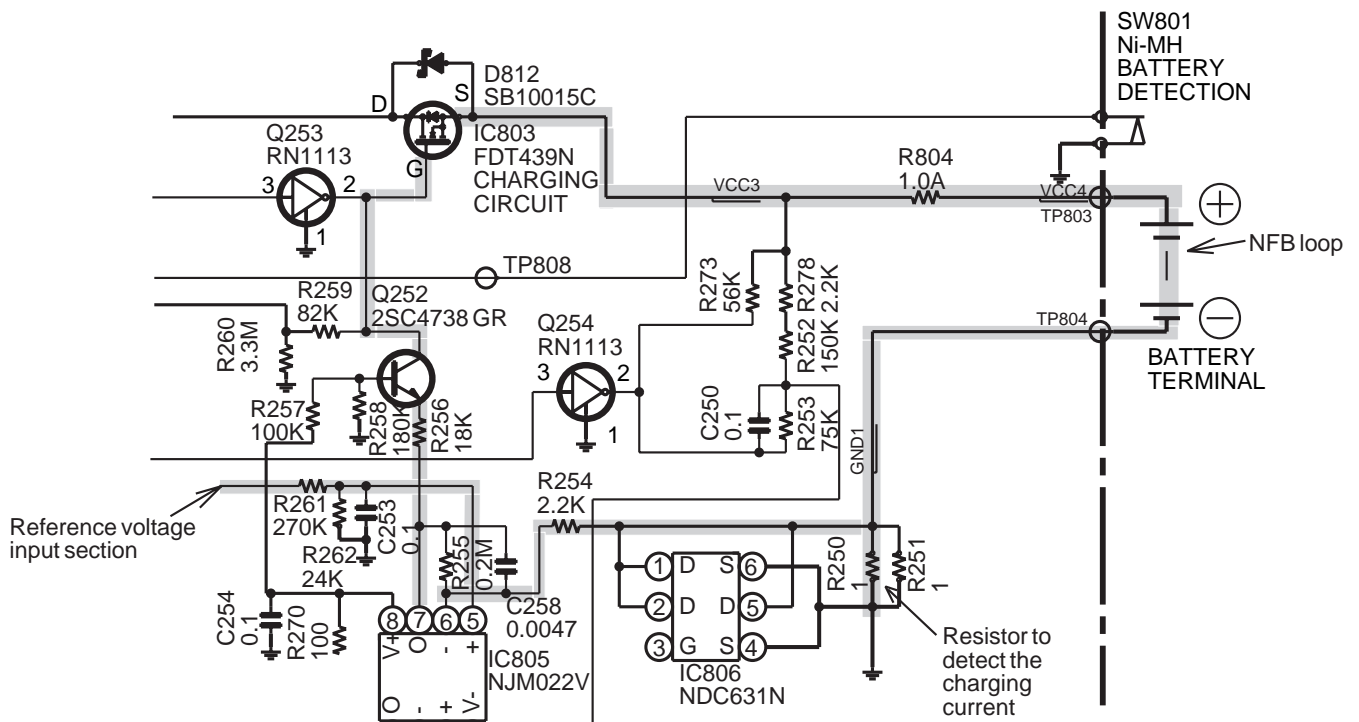 SW801
Ni-MH
BATTERY
DETECTION
D812
SB10015C
D
S
G
IC803
FDT439N
CHARGING
CIRCUIT
Q253
RN1113
3
2
1
R804
1.0A
VCC3
VCC4
TP803
+
NFB loop
−
TP804
BATTERY
TERMINAL
TP808
R259
82K
Q252
2SC4738 GR
R260
3.3M
Q254
RN1113
3
2
1
R273
56K
R278
2.2K
R252
150K
C250
0.1
R253
75K
GND1
R257
100K
R258
180K
R256
18K
Reference voltage
input section
R261
270K
C253
0.1
R262
24K
R255
0.2M
R254
2.2K
C258
0.0047
C254
0.1
R270
100
8
7
6
5
V+
O
-
+
O
-
+
V-
IC805
NJM022V
1
D
S
6
2
D
D
5
3
G
S
4
IC806
NDC631N
R250
1
R251
1
Resistor to
detect the
charging
current